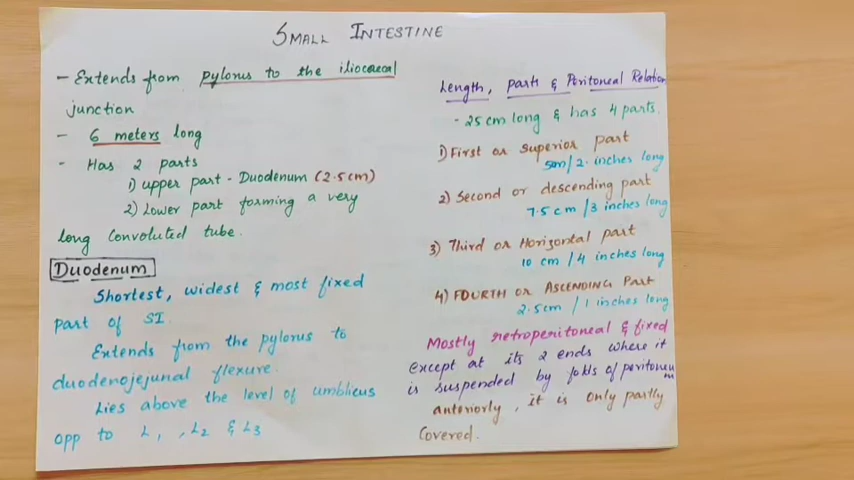 SMALL INTESTINE
- Extends from pylorus to the iliocaecal
junction
- 6 meters long
- Has 2 parts
1) upper part - Duodenum (2.5cm)
2) Lower part forming a very
long convoluted tube.
DUODENUM
Shortest, widest & most fixed
part of SI.
Extends from the pylorus to
duodenojejunal flexure.
Lies above the level of umblicus
opp to L1, L2 & L3
Length, parts & Peritoneal Relation
- 25 cm long & has 4 parts.
1) First or superior part
5cm/2. inches long
2) Second or descending part
7.5 cm / 3 inches long
3) Third or Horizontal part
10 cm / 4 inches long
4) FOURTH or ASCENDING Part
2.5cm / 1 inches long
Mostly retroperitoneal & fixed
except at its 2 ends where it
is suspended by folds of peritoneum
anteriorly, it is only partly
Covered.